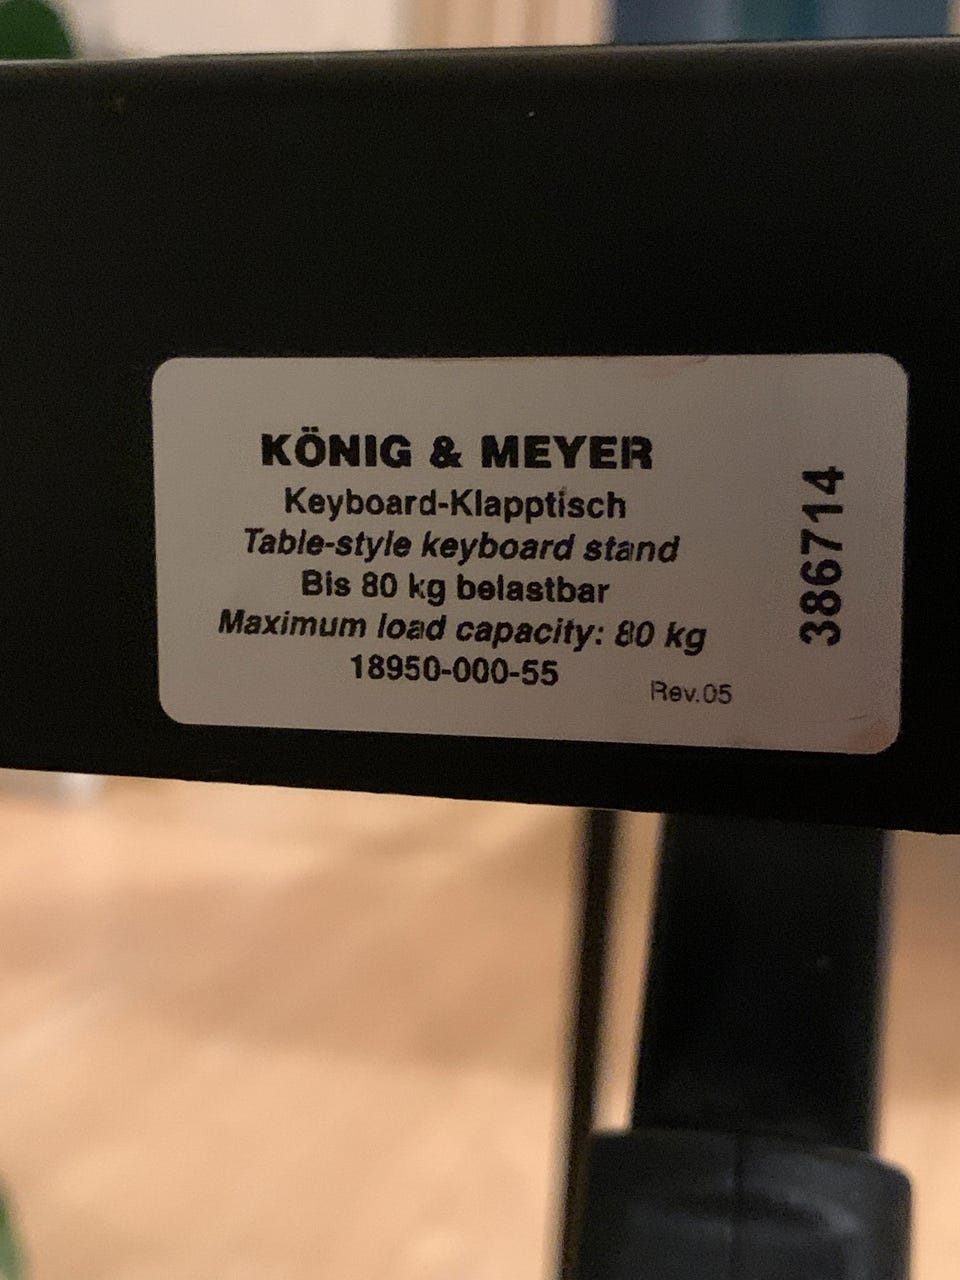 KÖNIG & MEYER
Keyboard-Klapptisch
Table-style keyboard stand
Bis 80 kg belastbar
Maximum load capacity: 80 kg
18950-000-55
Rev.05
386714